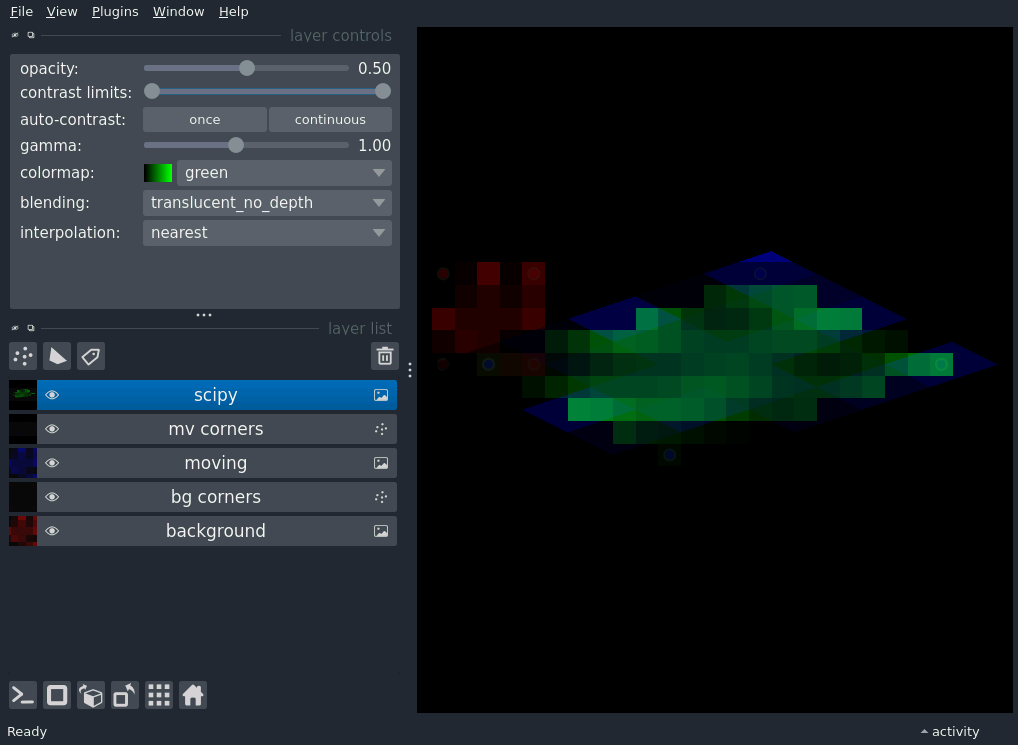 File View Plugins Window Help
layer controls
opacity: 0.50
contrast limits:
auto-contrast: once continuous
gamma: 1.00
colormap: green
blending: translucent_no_depth
interpolation: nearest
layer list
scipy
mv corners
moving
bg corners
background
Ready activity